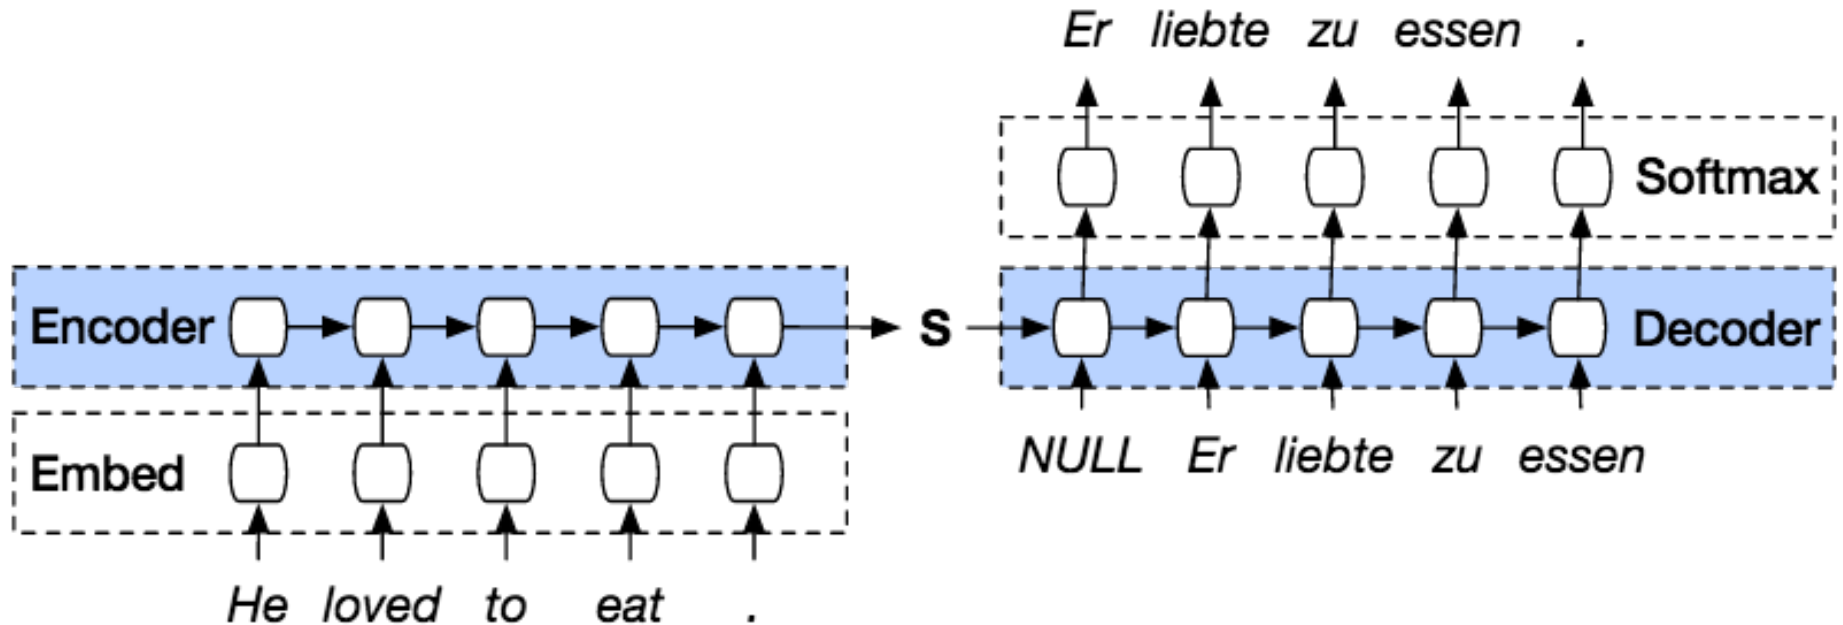 Er liebte zu essen .
Softmax
Encoder
S
Decoder
Embed
NULL Er liebte zu essen
He loved to eat .